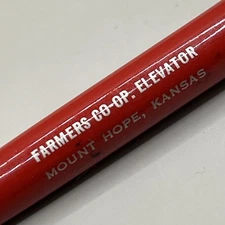 FARMERS CO-OP. ELEVATOR
MOUNT HOPE, KANSAS